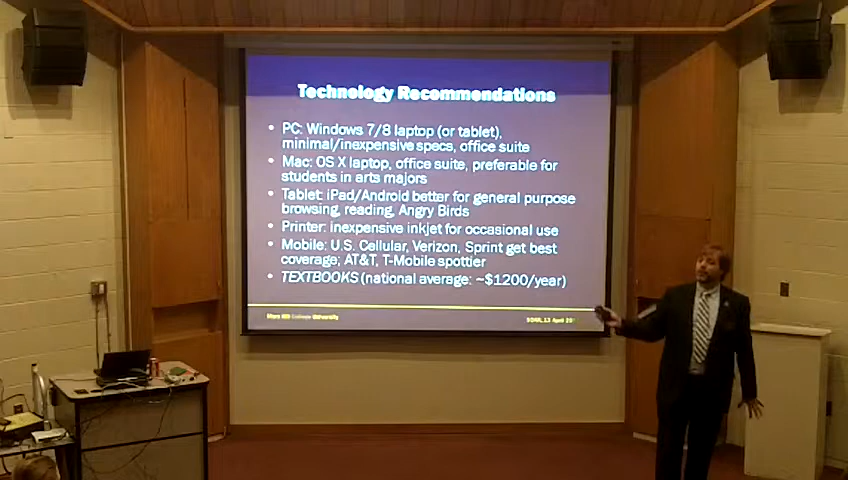 Technology Recommendations
• PC: Windows 7/8 laptop (or tablet),
minimal/inexpensive specs, office suite
• Mac: OS X laptop, office suite, preferable for
students in arts majors
• Tablet: iPad/Android better for general purpose
browsing, reading, Angry Birds
• Printer: inexpensive inkjet for occasional use
• Mobile: U.S. Cellular, Verizon, Sprint get best
coverage; AT&T, T-Mobile spottier
• TEXTBOOKS (national average: ~$1200/year)
University
13 April